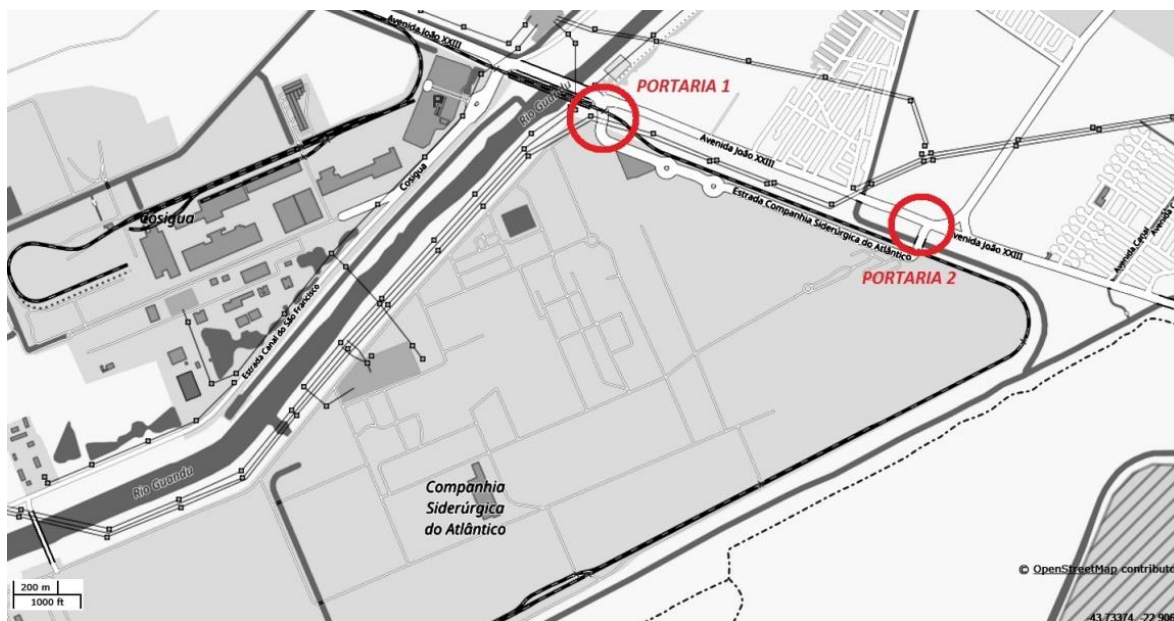 Avenida João XXIII
Rio Guandu
PORTARIA 1
Avenida João XXIII
Cosigua
Cosigua
Estrada Companhia Siderúrgica do Atlântico
Avenida João XXIII
PORTARIA 2
Avenida Canal
Estrada Canal do São Francisco
Rio Guandu
Companhia
Siderúrgica
do Atlântico
200 m
1000 ft
© OpenStreetMap contributo